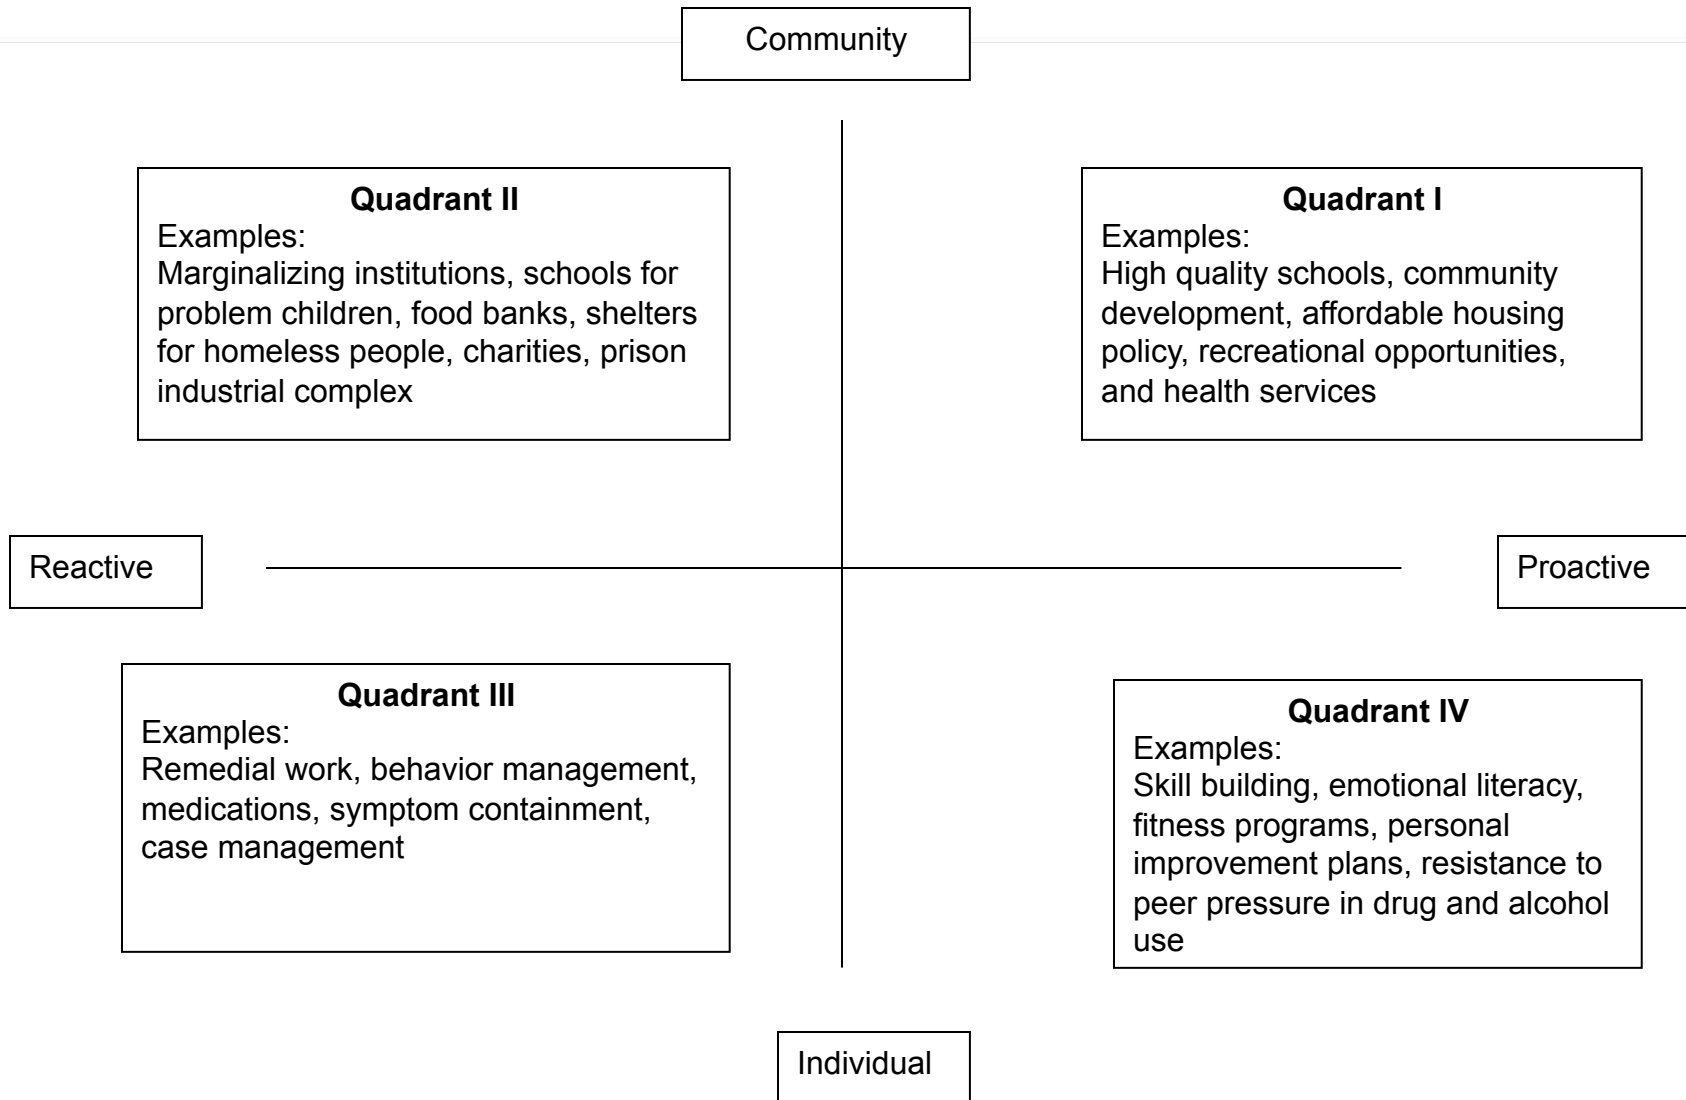 Community
Quadrant II
Examples:
Marginalizing institutions, schools for
problem children, food banks, shelters
for homeless people, charities, prison
industrial complex
Quadrant I
Examples:
High quality schools, community
development, affordable housing
policy, recreational opportunities,
and health services
Reactive
Proactive
Quadrant III
Examples:
Remedial work, behavior management,
medications, symptom containment,
case management
Quadrant IV
Examples:
Skill building, emotional literacy,
fitness programs, personal
improvement plans, resistance to
peer pressure in drug and alcohol
use
Individual